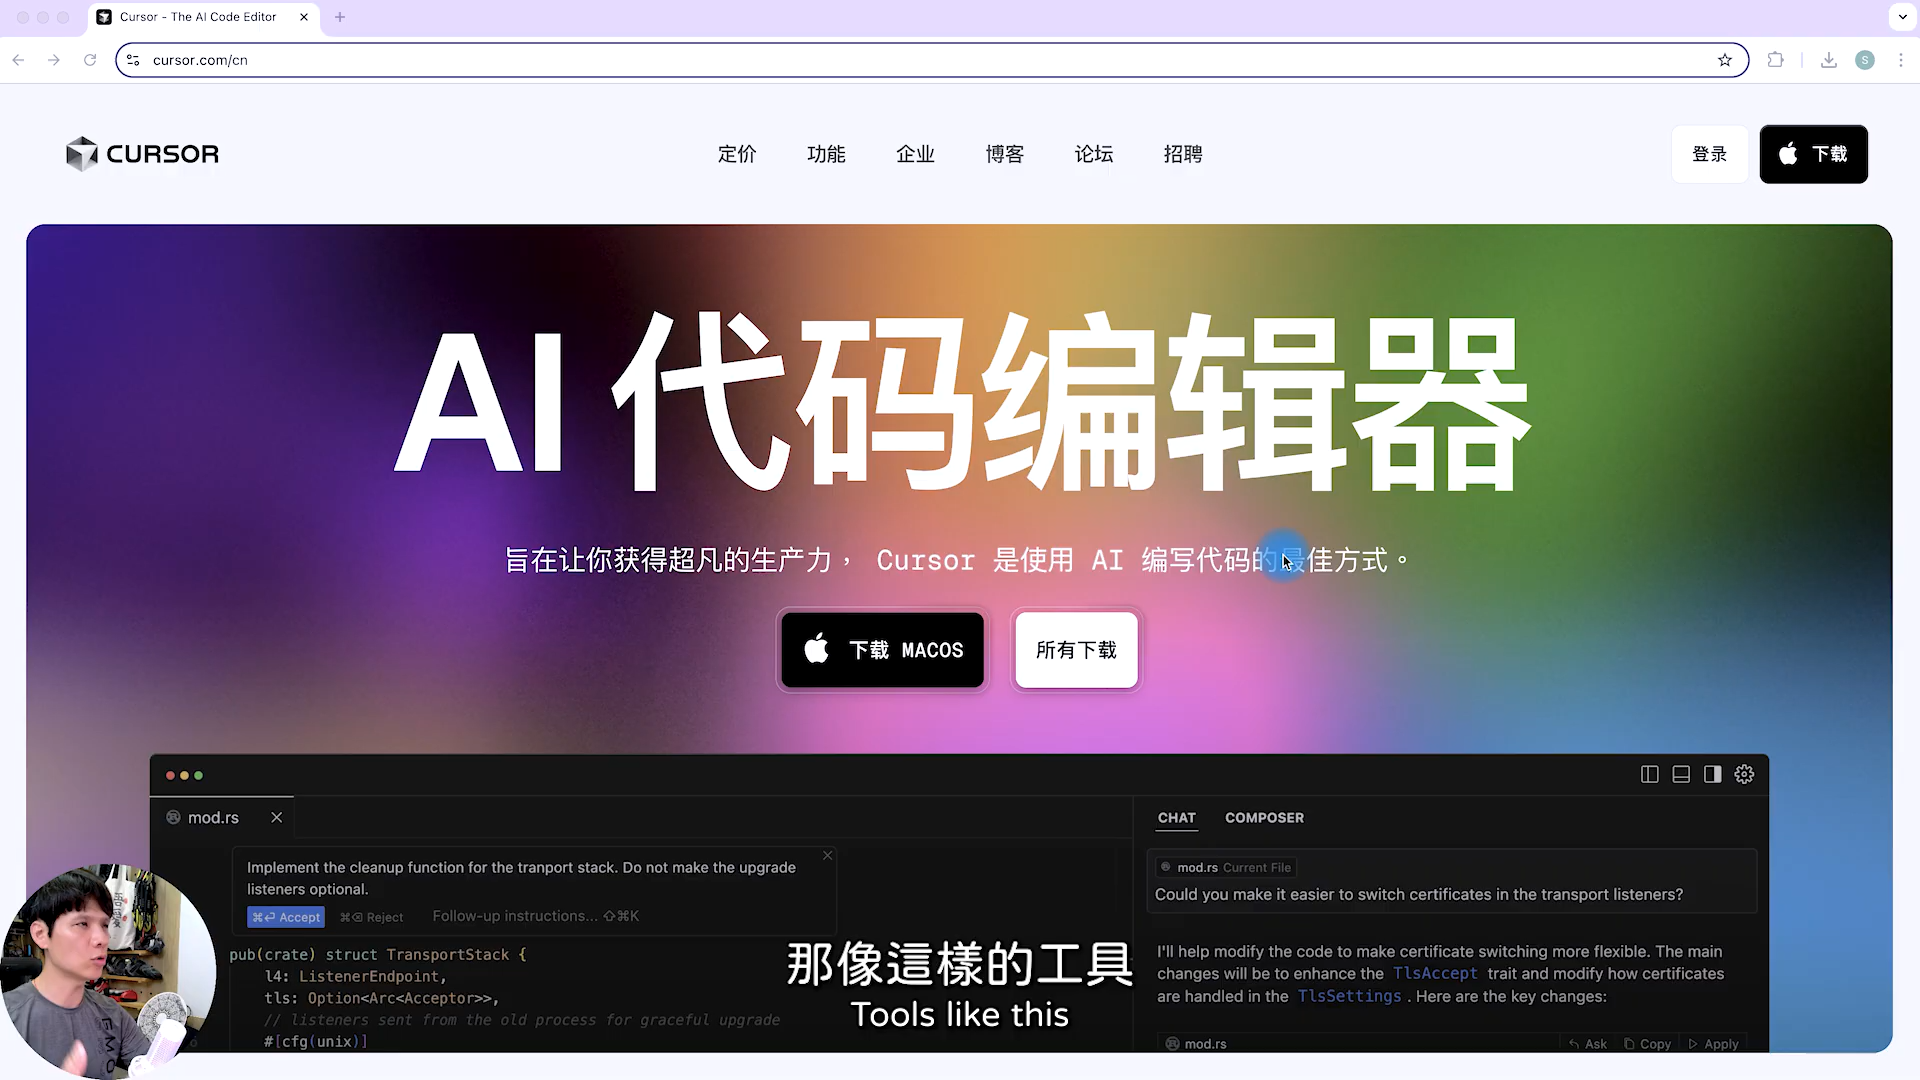 Cursor - The AI Code Editor
cursor.com/cn
S
CURSOR
定价 功能 企业 博客 论坛 招聘
登录
下载
AI 代码编辑器
旨在让你获得超凡的生产力， Cursor 是使用 AI 编写代码的最佳方式。
下载 MACOS
所有下载
mod.rs
Implement the cleanup function for the tranport stack. Do not make the upgrade
listeners optional.
⌘⏎ Accept ⌘⌫ Reject Follow-up instructions... ⇧⌘K
pub(crate) struct TransportStack {
l4: ListenerEndpoint,
tls: Option<Arc<Acceptor>>,
// listeners sent from the old process for graceful upgrade
#[cfg(unix)]
CHAT COMPOSER
mod.rs Current File
Could you make it easier to switch certificates in the transport listeners?
I'll help modify the code to make certificate switching more flexible. The main
changes will be to enhance the TlsAccept trait and modify how certificates
are handled in the TlsSettings . Here are the key changes:
mod.rs Ask Copy Apply
那像這樣的工具
Tools like this